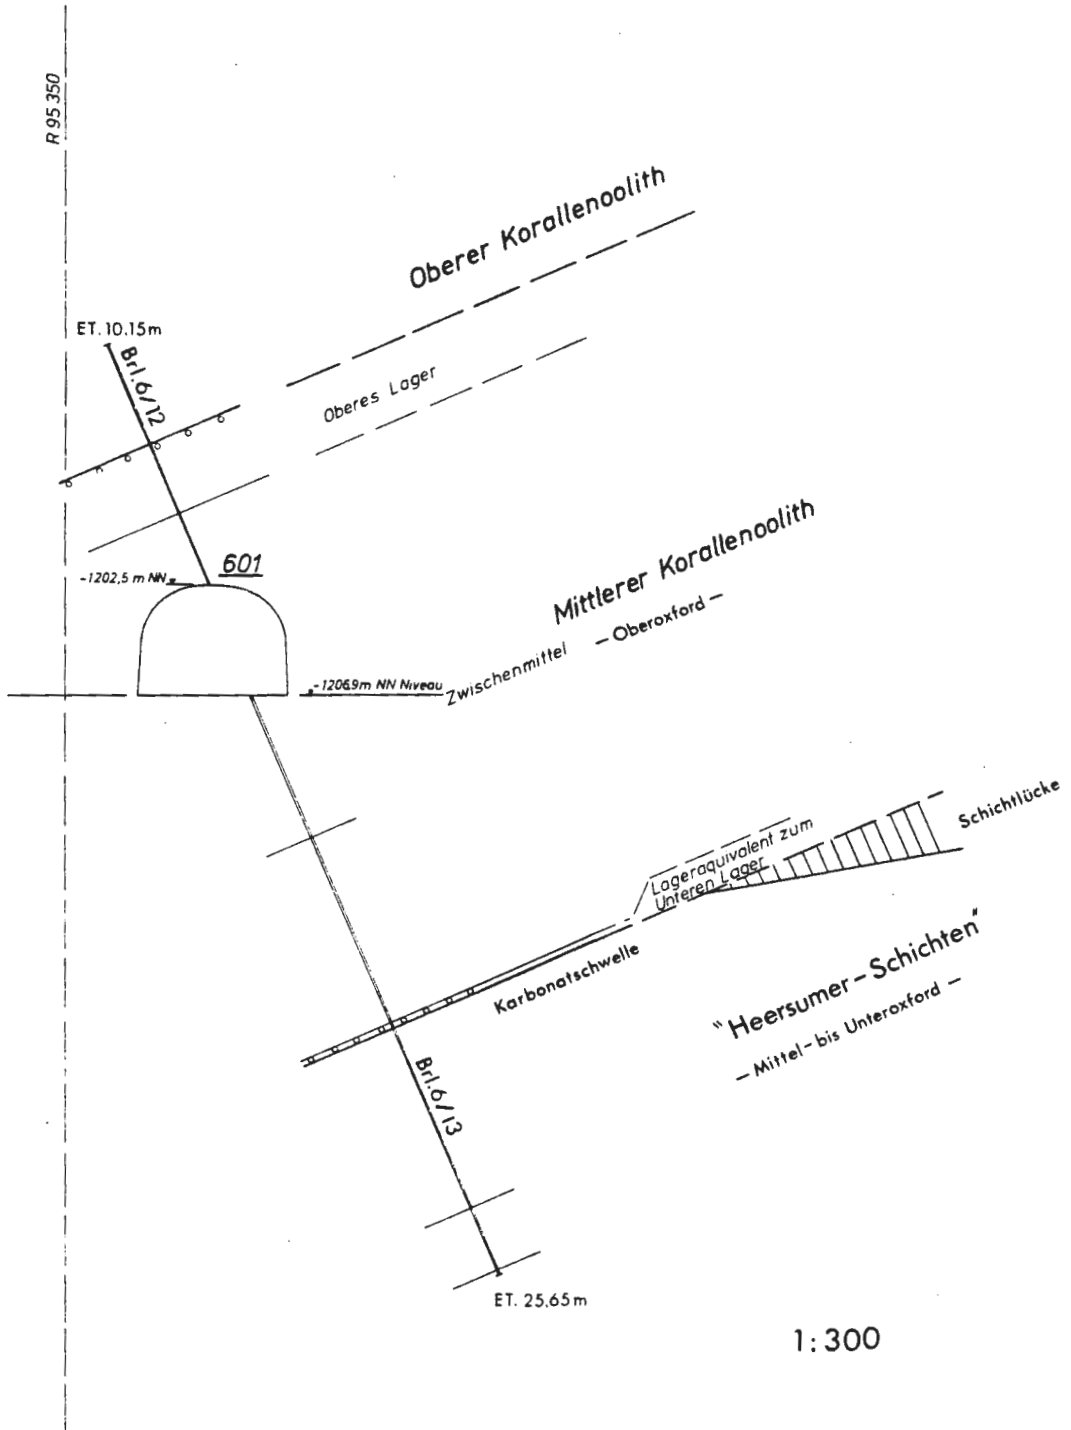 R 95 350
Oberer Korallenoolith
ET. 10,15m
Brl.6/12
Oberes Lager
601
-1202,5 m NN
Mittlerer Korallenoolith
– Oberoxford –
Zwischenmittel
-1206,9m NN Niveau
Schichtlücke
Lageräquivalent zum
Unteren Lager
Karbonatschwelle
"Heersumer-Schichten"
– Mittel- bis Unteroxford –
Brl.6/13
ET. 25,65m
1:300